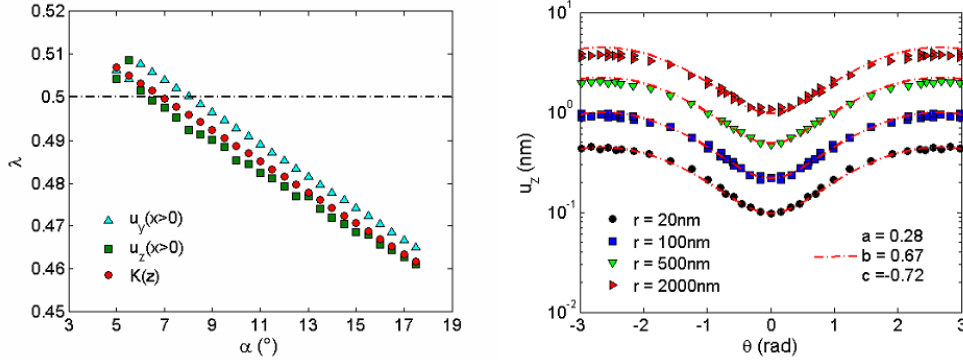 0.52
0.51
0.5
0.49
0.48
0.47
0.46
0.45
λ
u_y(x>0)
u_z(x>0)
K(z)
3 5 7 9 11 13 15 17 19
α (°)
10^1
10^0
10^-1
10^-2
u_z (nm)
r = 20nm
r = 100nm
r = 500nm
r = 2000nm
a = 0.28
b = 0.67
c =-0.72
-3 -2 -1 0 1 2 3
θ (rad)